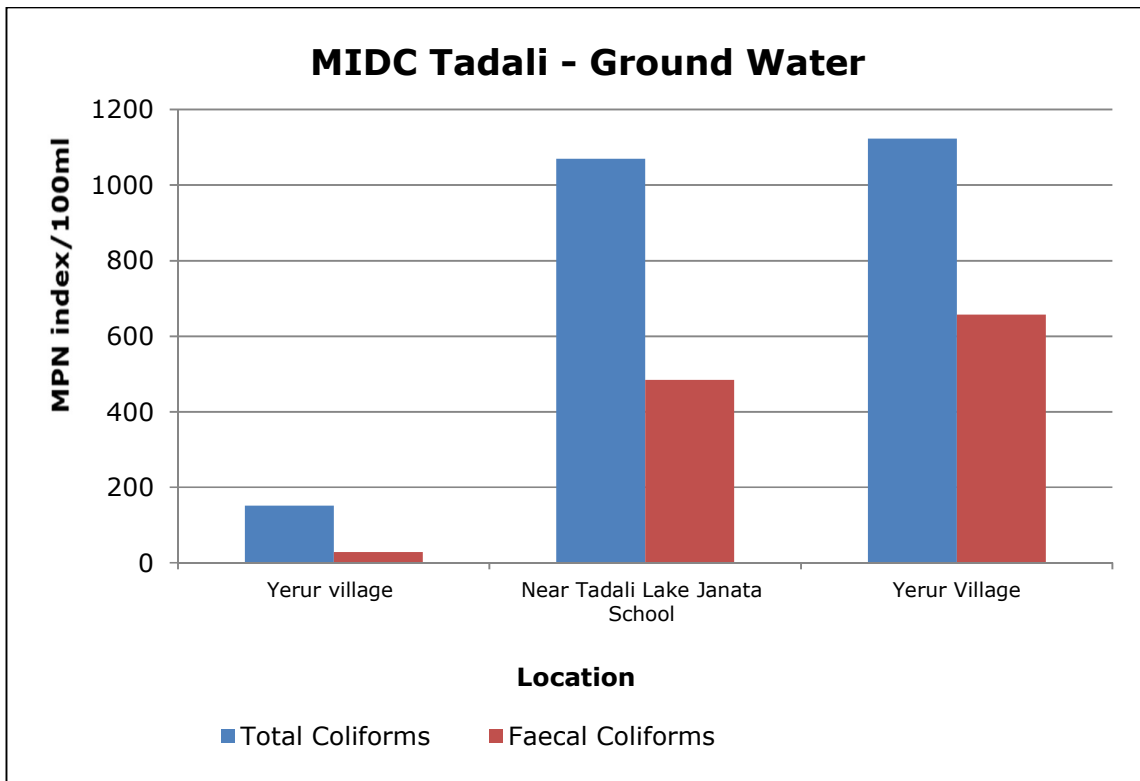 MIDC Tadali - Ground Water
MPN index/100ml
1200
1000
800
600
400
200
0
Yerur village
Near Tadali Lake Janata
School
Yerur Village
Location
Total Coliforms
Faecal Coliforms